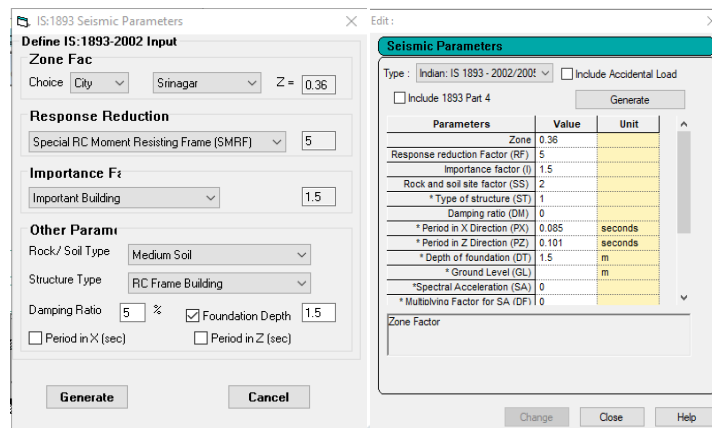 IS:1893 Seismic Parameters
Define IS:1893-2002 Input
Zone Fac
Choice City Srinagar Z = 0.36
Response Reduction
Special RC Moment Resisting Frame (SMRF) 5
Importance Fa
Important Building 1.5
Other Parame
Rock/ Soil Type Medium Soil
Structure Type RC Frame Building
Damping Ratio 5 % Foundation Depth 1.5
Period in X (sec) Period in Z (sec)
Generate Cancel
Edit :
Seismic Parameters
Type : Indian: IS 1893 - 2002/2005 Include Accidental Load
Include 1893 Part 4 Generate
Parameters Value Unit
Zone 0.36
Response reduction Factor (RF) 5
Importance factor (I) 1.5
Rock and soil site factor (SS) 2
* Type of structure (ST) 1
Damping ratio (DM) 0
* Period in X Direction (PX) 0.085 seconds
* Period in Z Direction (PZ) 0.101 seconds
* Depth of foundation (DT) 1.5 m
* Ground Level (GL) m
*Spectral Acceleration (SA) 0
* Multiplying Factor for SA (DF) 0
Zone Factor
Change Close Help